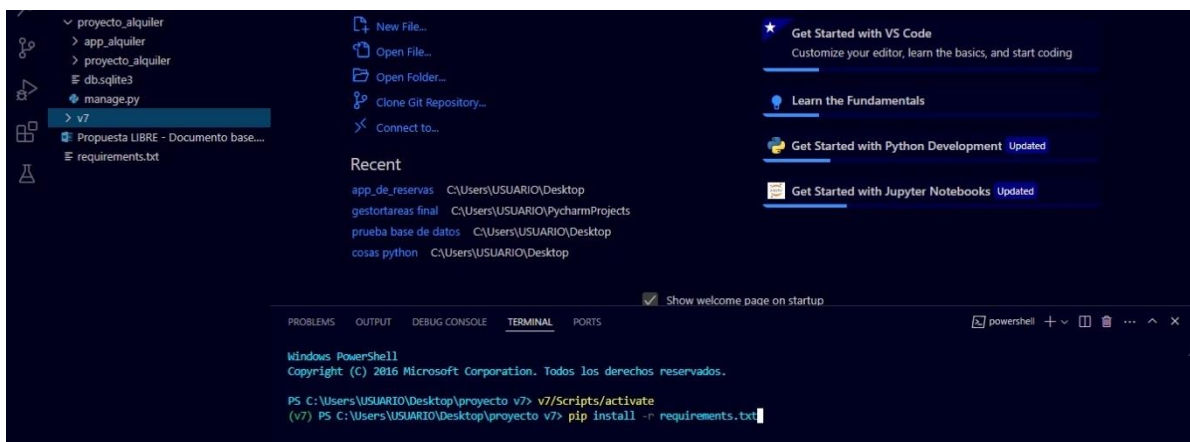 proyecto_alquiler
app_alquiler
proyecto_alquiler
db.sqlite3
manage.py
v7
Propuesta LIBRE - Documento base....
requirements.txt
New File...
Open File...
Open Folder...
Clone Git Repository...
Connect to...
Recent
app_de_reservas C:\Users\USUARIO\Desktop
gestortareas final C:\Users\USUARIO\PycharmProjects
prueba base de datos C:\Users\USUARIO\Desktop
cosas python C:\Users\USUARIO\Desktop
Get Started with VS Code
Customize your editor, learn the basics, and start coding
Learn the Fundamentals
Get Started with Python Development Updated
Get Started with Jupyter Notebooks Updated
Show welcome page on startup
PROBLEMS OUTPUT DEBUG CONSOLE TERMINAL PORTS
powershell
Windows PowerShell
Copyright (C) 2016 Microsoft Corporation. Todos los derechos reservados.
PS C:\Users\USUARIO\Desktop\proyecto v7> v7/Scripts/activate
(v7) PS C:\Users\USUARIO\Desktop\proyecto v7> pip install -r requirements.txt